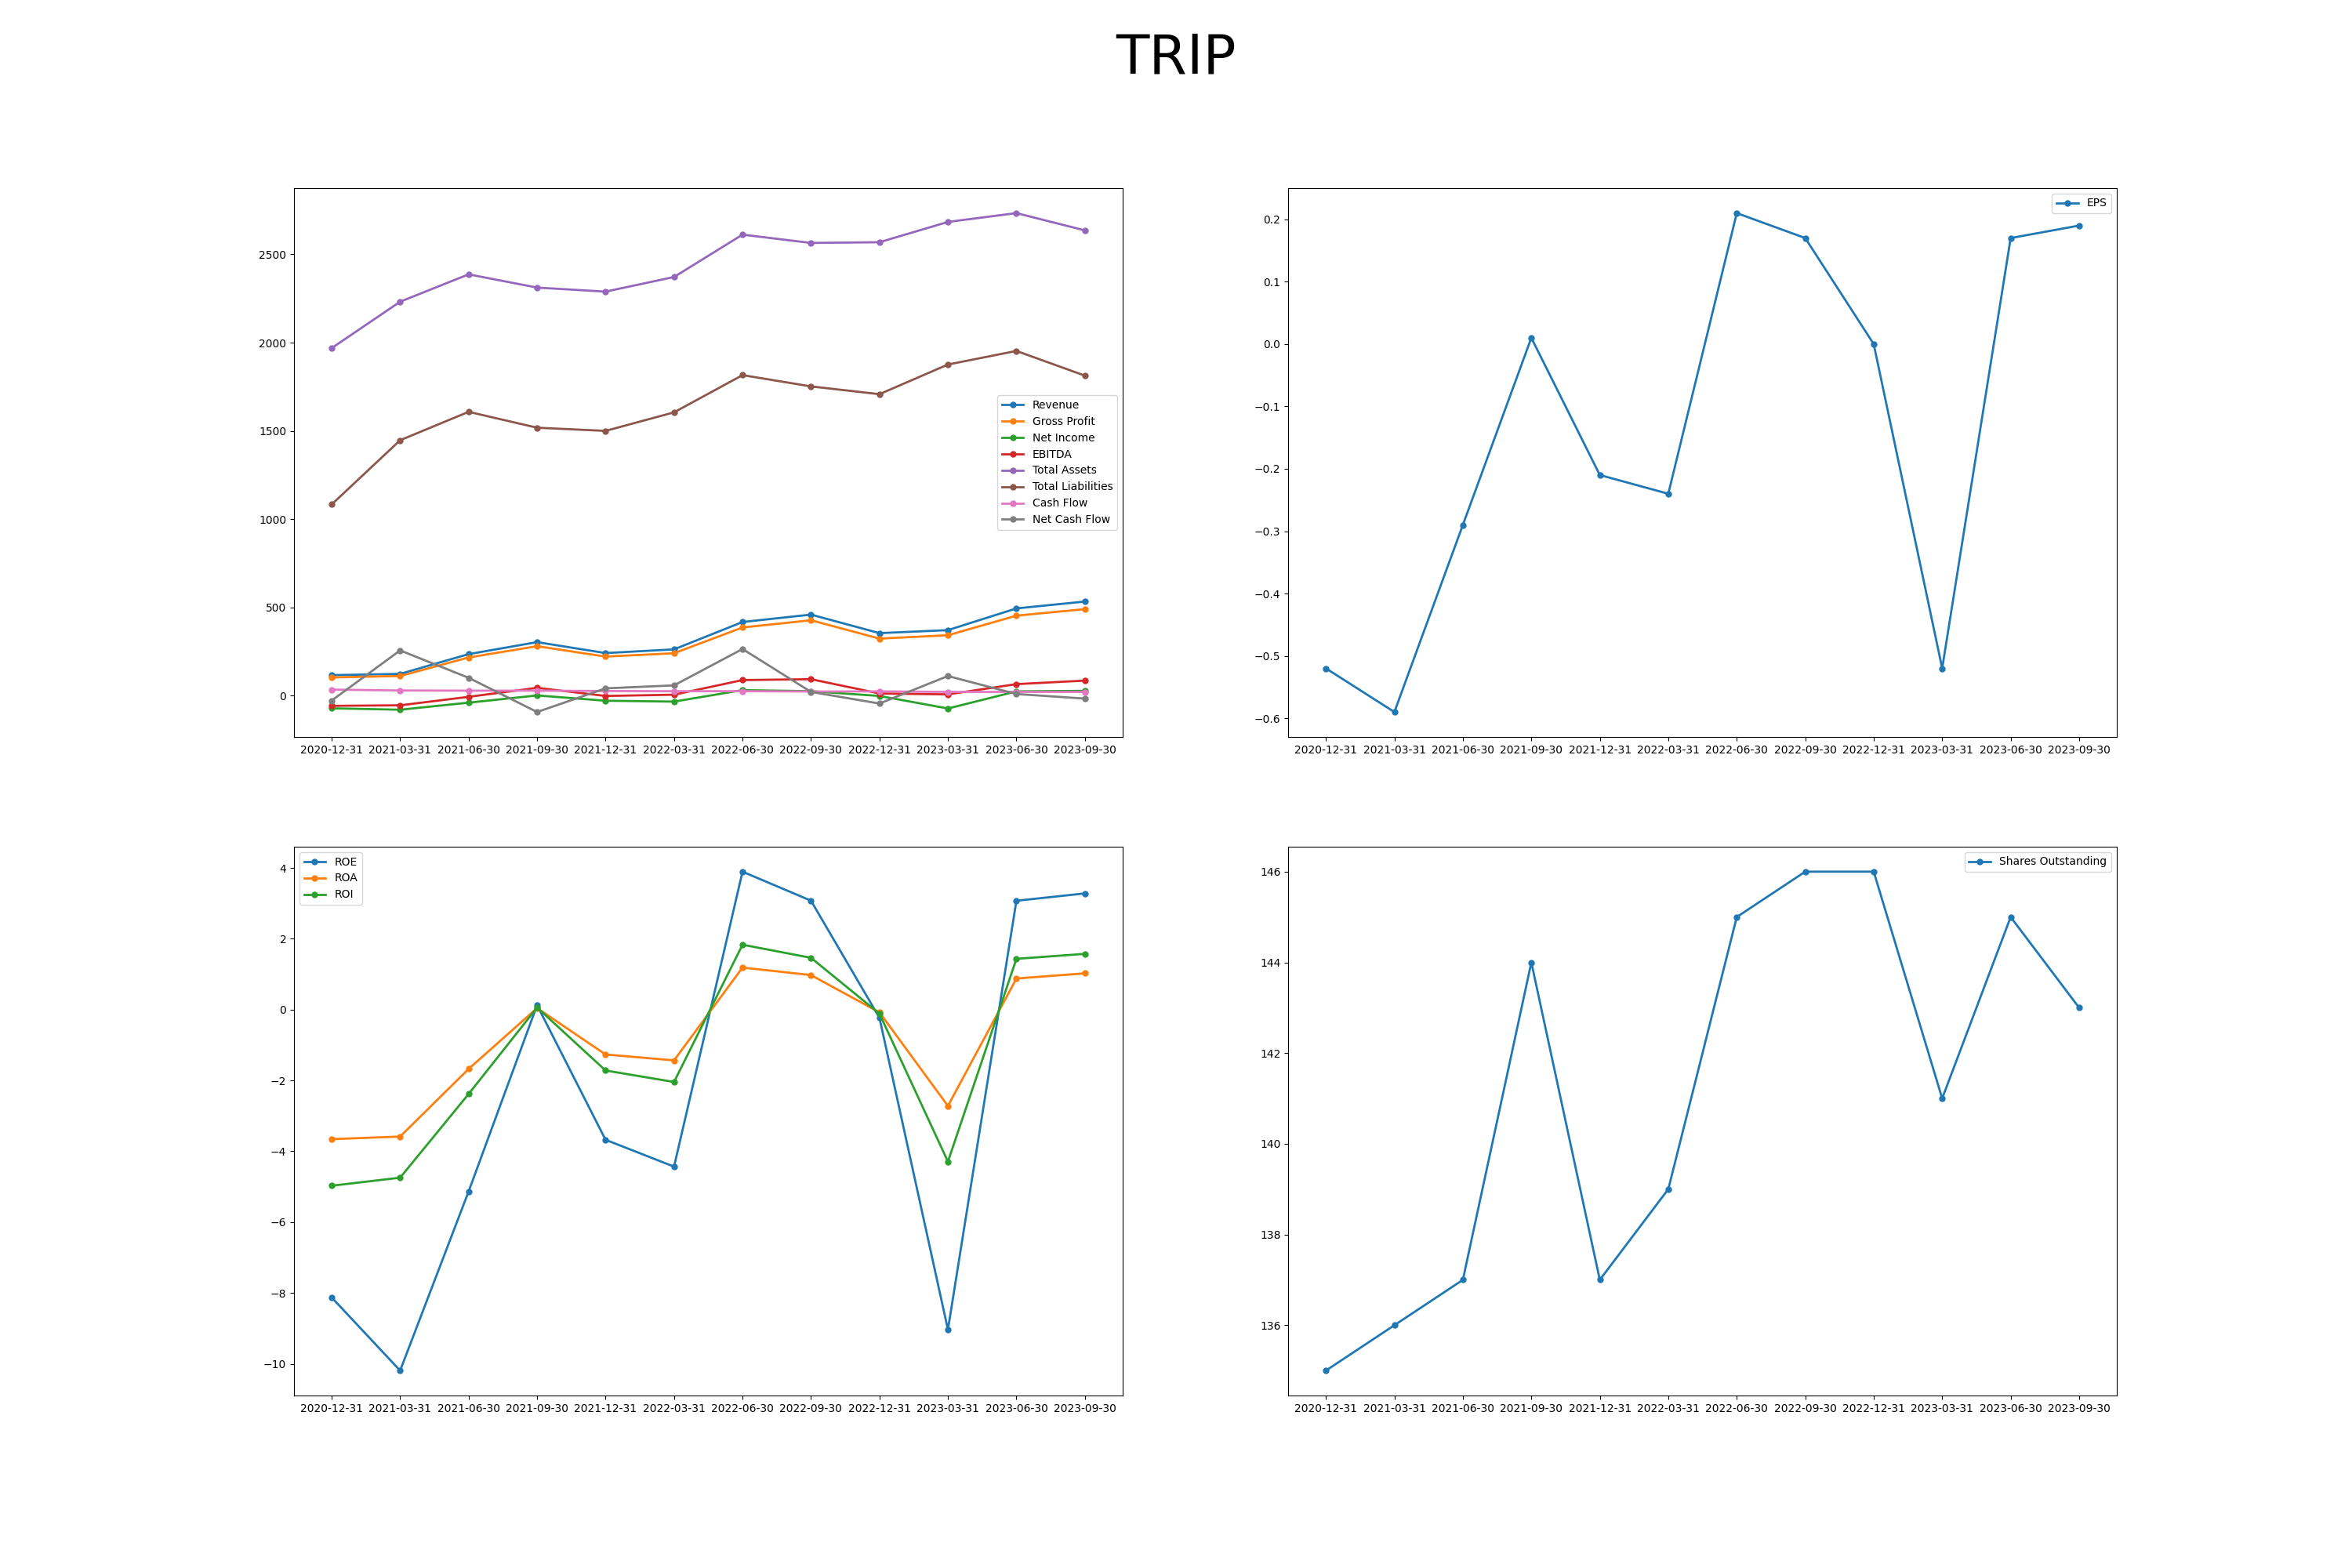 TRIP
2500
2000
1500
1000
500
0
Revenue
Gross Profit
Net Income
EBITDA
Total Assets
Total Liabilities
Cash Flow
Net Cash Flow
2020-12-31 2021-03-31 2021-06-30 2021-09-30 2021-12-31 2022-03-31 2022-06-30 2022-09-30 2022-12-31 2023-03-31 2023-06-30 2023-09-30
EPS
0.2
0.1
0.0
−0.1
−0.2
−0.3
−0.4
−0.5
−0.6
2020-12-31 2021-03-31 2021-06-30 2021-09-30 2021-12-31 2022-03-31 2022-06-30 2022-09-30 2022-12-31 2023-03-31 2023-06-30 2023-09-30
ROE
ROA
ROI
4
2
0
−2
−4
−6
−8
−10
2020-12-31 2021-03-31 2021-06-30 2021-09-30 2021-12-31 2022-03-31 2022-06-30 2022-09-30 2022-12-31 2023-03-31 2023-06-30 2023-09-30
Shares Outstanding
146
144
142
140
138
136
2020-12-31 2021-03-31 2021-06-30 2021-09-30 2021-12-31 2022-03-31 2022-06-30 2022-09-30 2022-12-31 2023-03-31 2023-06-30 2023-09-30